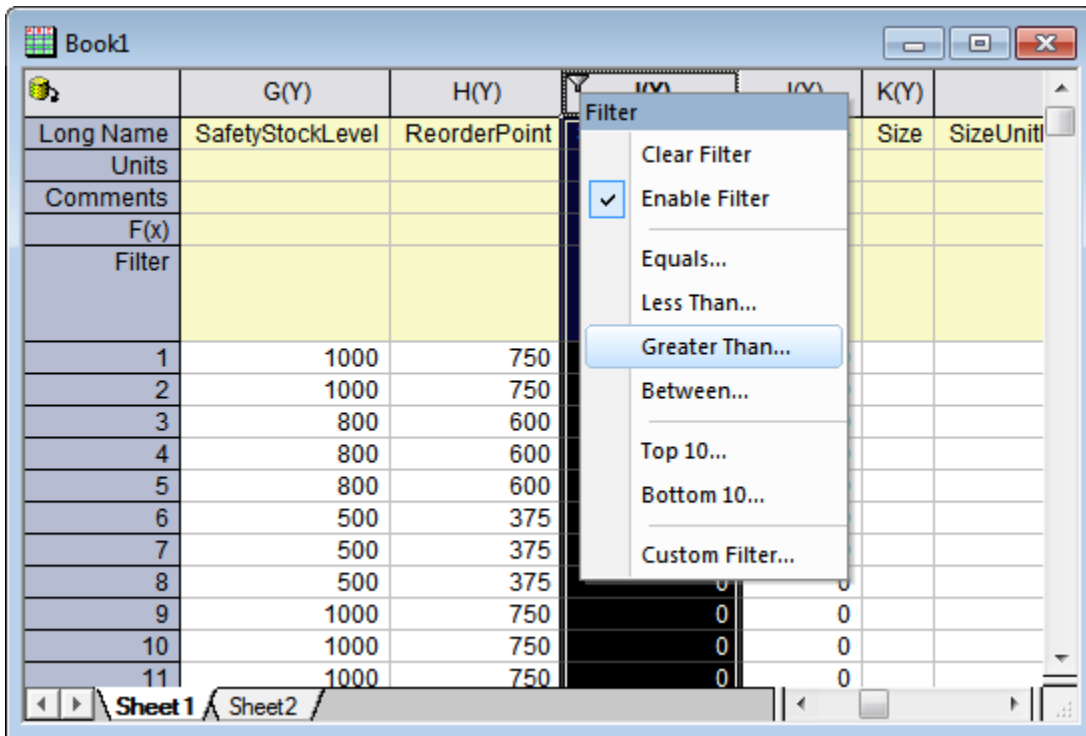 Book1
G(Y) H(Y) I(Y) J(Y) K(Y)
Long Name SafetyStockLevel ReorderPoint Size
Units
Comments
F(x)
Filter
1 1000 750
2 1000 750
3 800 600
4 800 600
5 800 600
6 500 375
7 500 375
8 500 375 0 0
9 1000 750 0 0
10 1000 750 0 0
11 1000 750 0 0
Filter
Clear Filter
Enable Filter
Equals...
Less Than...
Greater Than...
Between...
Top 10...
Bottom 10...
Custom Filter...
Sheet1 Sheet2